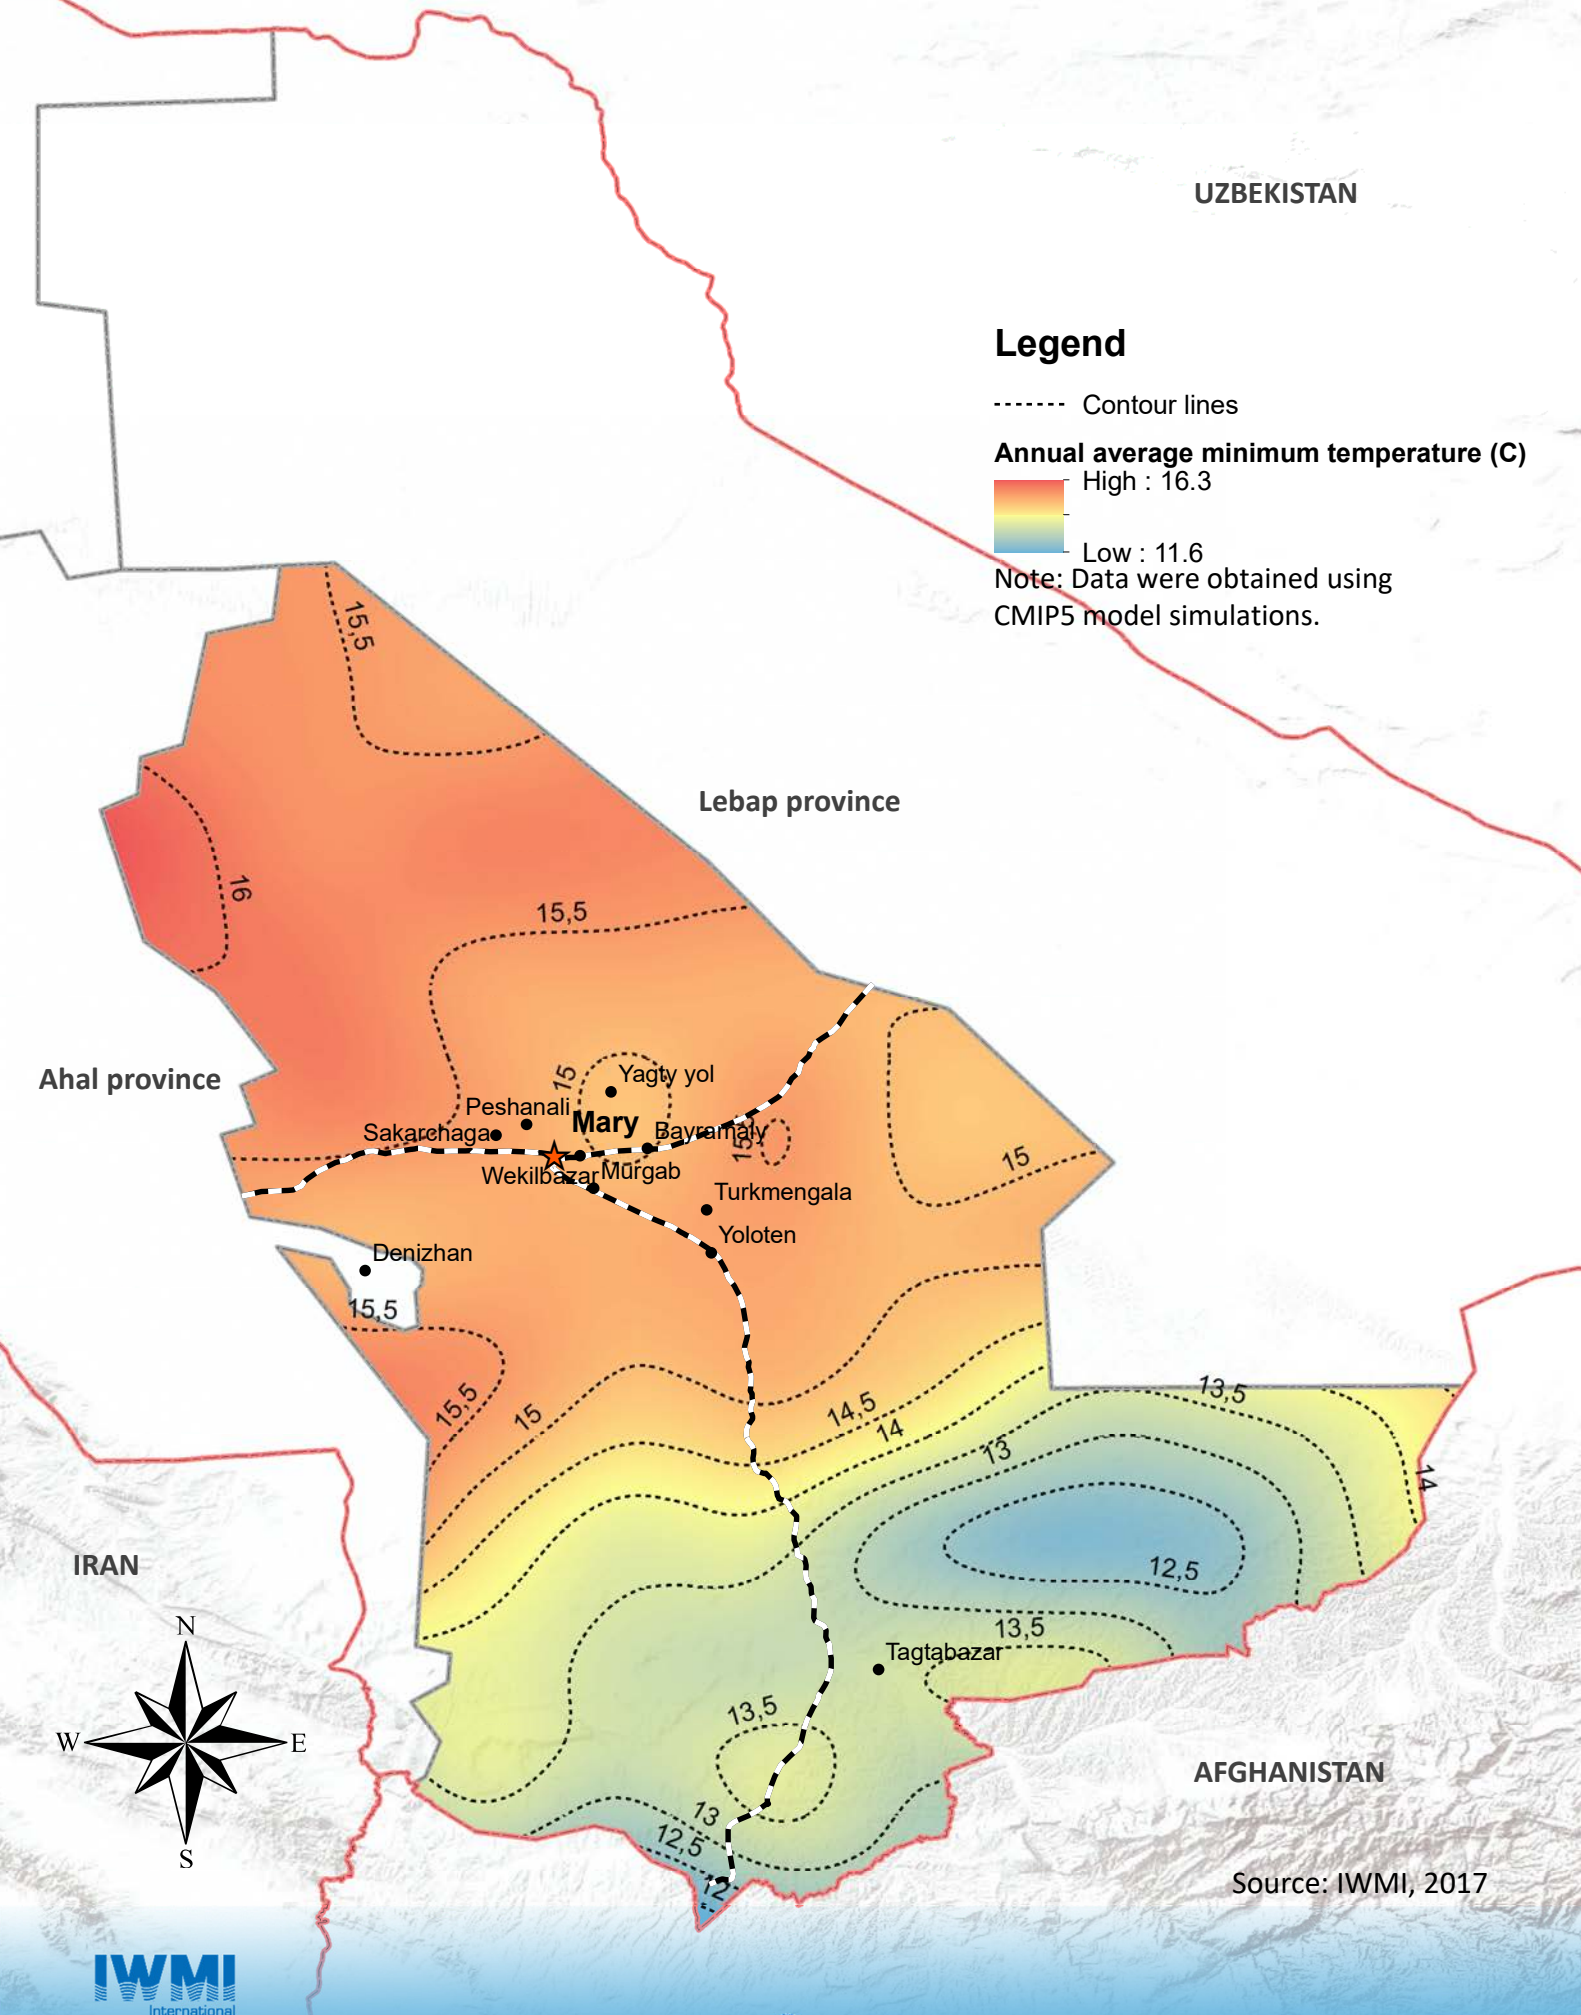 UZBEKISTAN
Legend
Contour lines
Annual average minimum temperature (C)
High : 16.3
Low : 11.6
Note: Data were obtained using
CMIP5 model simulations.
15,5
Lebap province
16
15,5
Ahal province
15
Yagty yol
Peshanali
Mary
Sakarchaga
Bayramaly
15
Wekilbazar
Murgab
Turkmengala
Yoloten
Denizhan
15,5
15,5
15
14,5
14
13,5
13
14
12,5
IRAN
N
W
E
S
13,5
Tagtabazar
13,5
AFGHANISTAN
13
12,5
12
Source: IWMI, 2017
IWMI
International